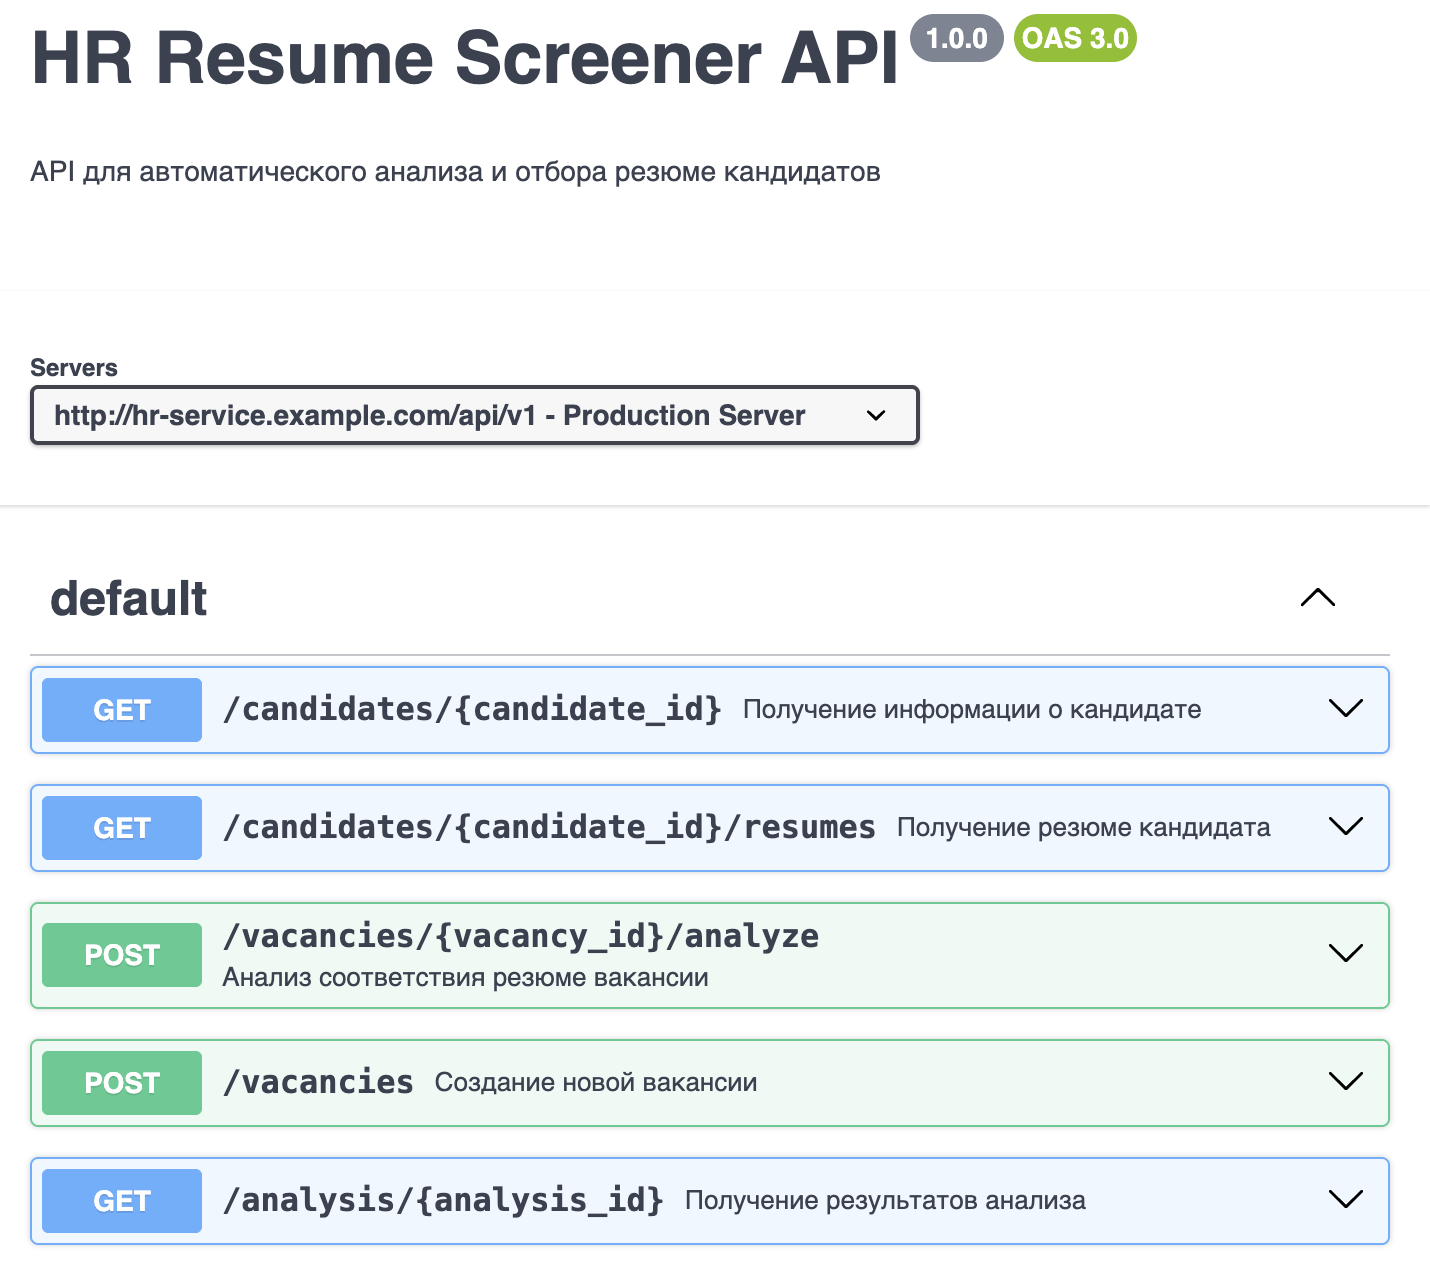 HR Resume Screener API 1.0.0 OAS 3.0
API для автоматического анализа и отбора резюме кандидатов
Servers
http://hr-service.example.com/api/v1 - Production Server
default
GET /candidates/{candidate_id} Получение информации о кандидате
GET /candidates/{candidate_id}/resumes Получение резюме кандидата
POST /vacancies/{vacancy_id}/analyze
Анализ соответствия резюме вакансии
POST /vacancies Создание новой вакансии
GET /analysis/{analysis_id} Получение результатов анализа